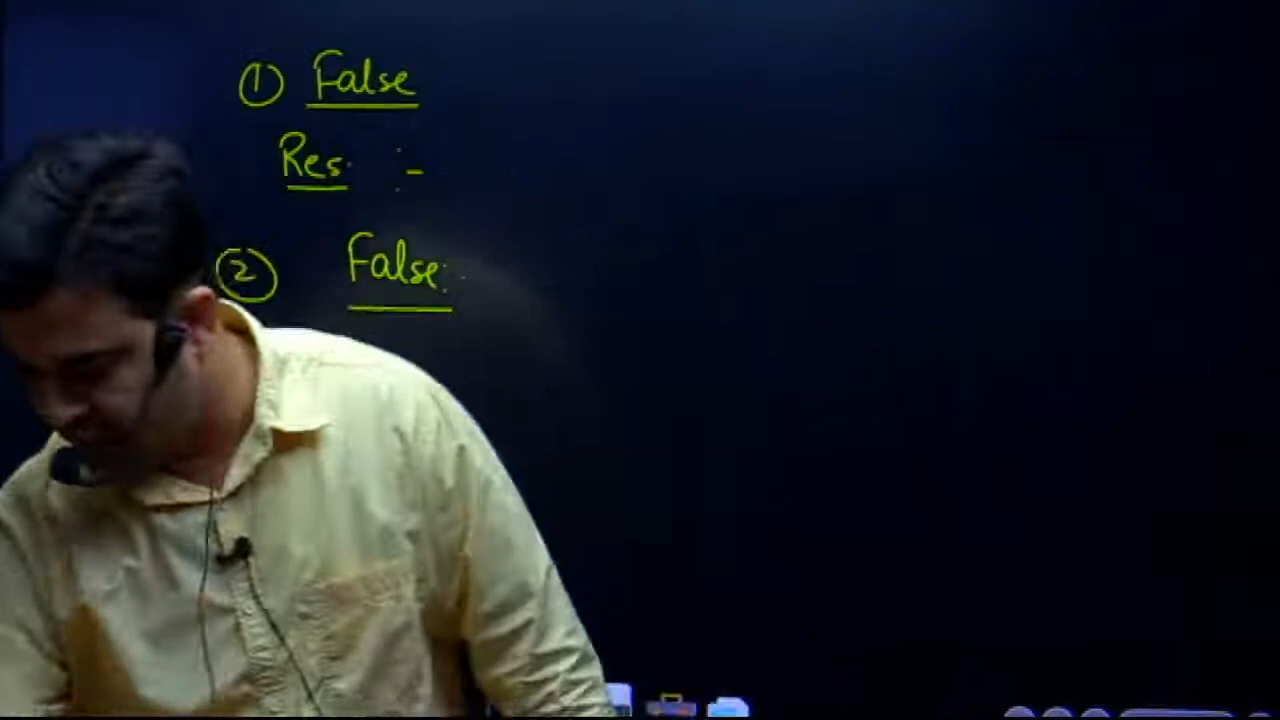 ① False
Res. :-
② False: